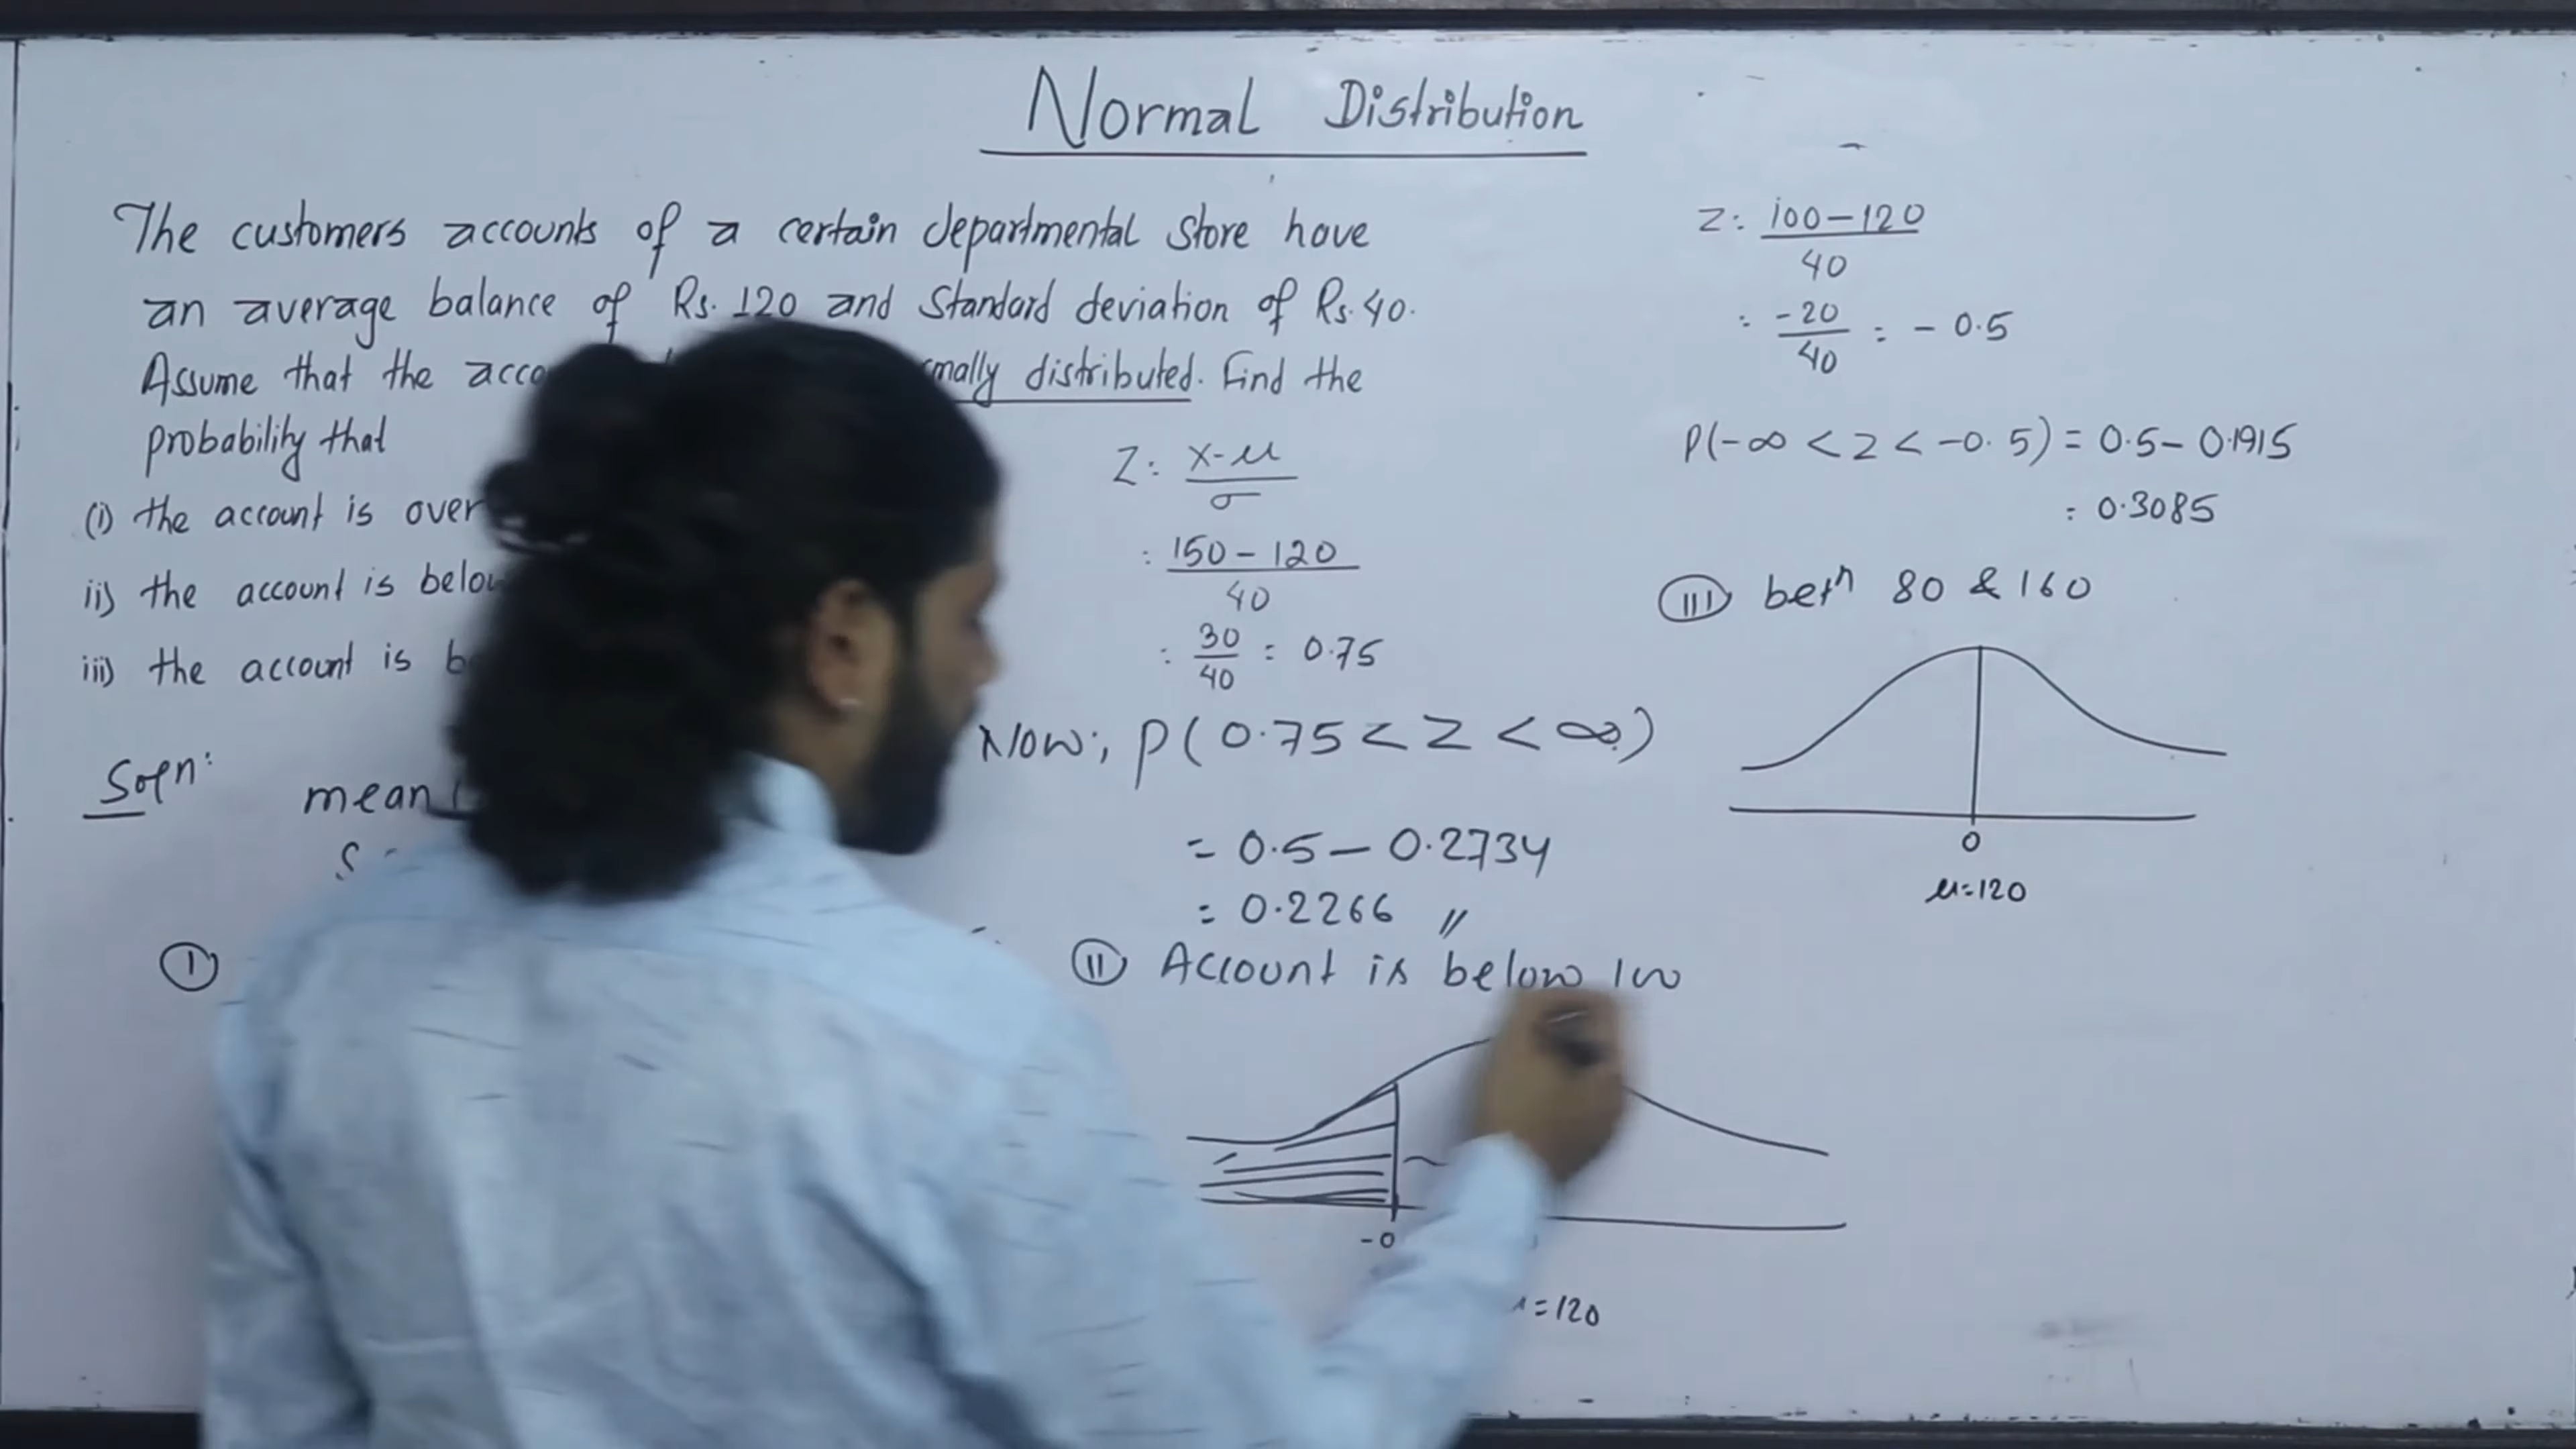 Normal Distribution
The customers accounts of a certain departmental store have
an average balance of Rs. 120 and Standard deviation of Rs. 40.
Assume that the distributed. Find the
probability that
(i) the account is over
ii) the account is
iii) the account is
Soln:
mean
I
Z: x-μ
σ
: 150-120
40
: 30
40 : 0.75
Now; P(0.75<Z<∞)
= 0.5-0.2734
= 0.2266 //
II Account is below 100
-0
=120
Z: 100-120
40
: -20
40 : -0.5
P(-∞<Z<-0.5)= 0.5-0.1915
: 0.3085
III betn 80 & 160
0
μ=120